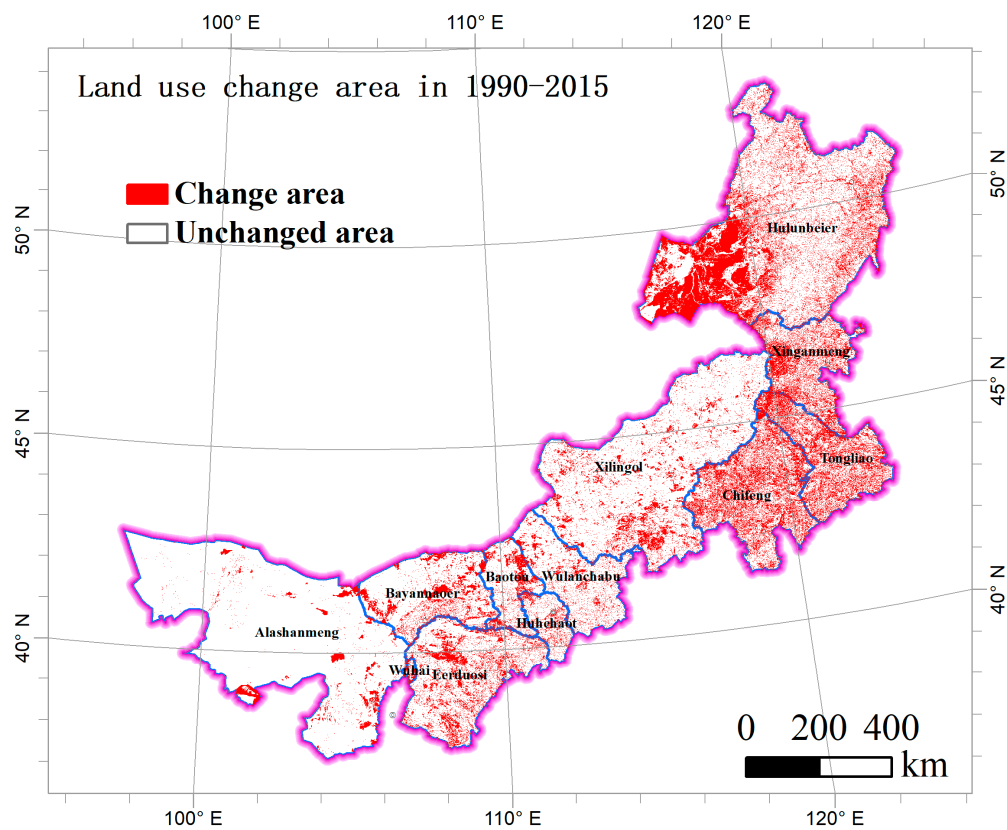 100° E 110° E 120° E
Land use change area in 1990-2015
Change area
Unchanged area
50° N
50° N
Hulunbeier
Xinganmeng
45° N
45° N
Xilingol
Tongliao
Chifeng
Baotou
Wulanchabu
Bayannaoer
40° N
Huhehaot
Alashanmeng
40° N
Wuhai
Eerduosi
0 200 400
km
100° E 110° E 120° E